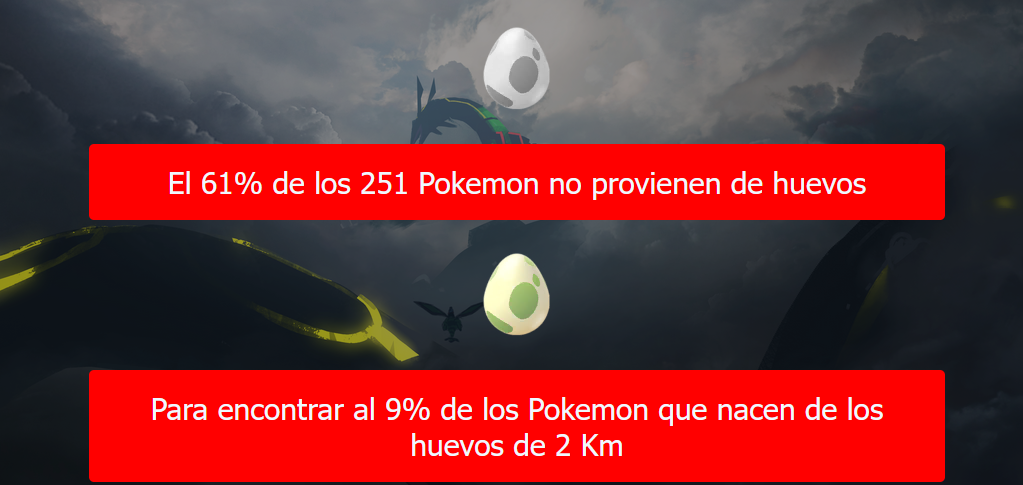 El 61% de los 251 Pokemon no provienen de huevos
Para encontrar al 9% de los Pokemon que nacen de los
huevos de 2 Km